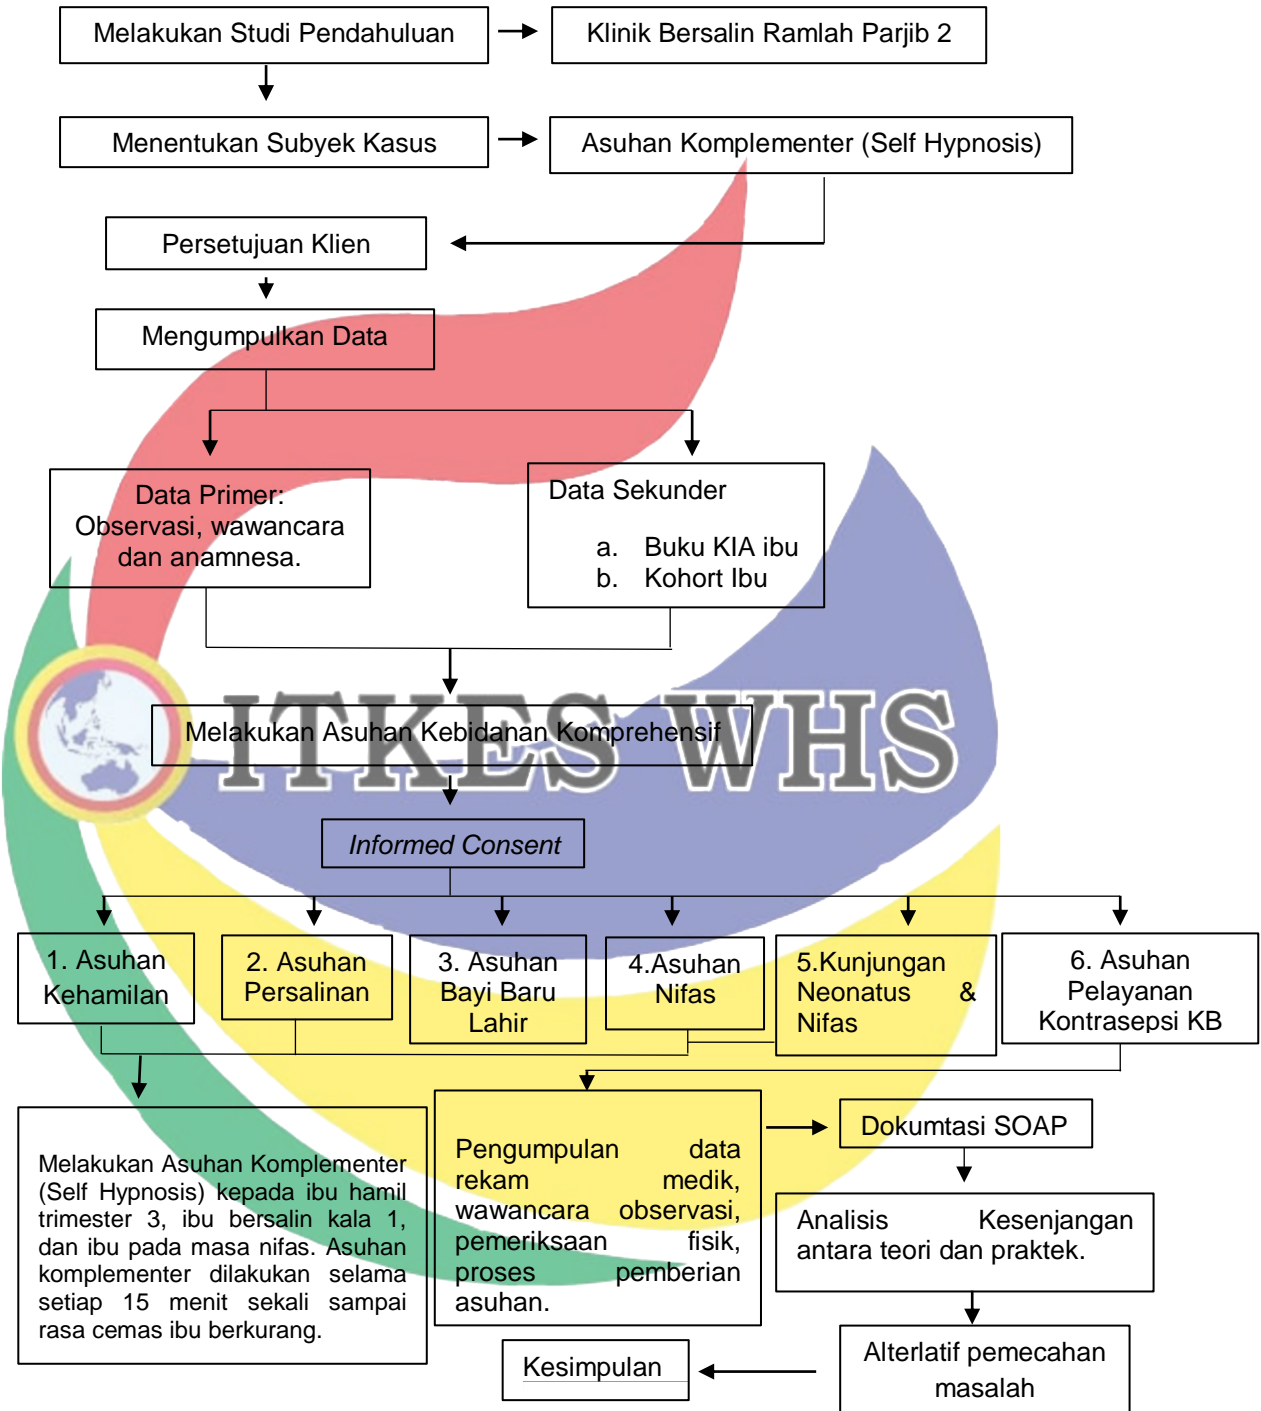 Melakukan Studi Pendahuluan
Klinik Bersalin Ramlah Parjib 2
Menentukan Subyek Kasus
Asuhan Komplementer (Self Hypnosis)
Persetujuan Klien
Mengumpulkan Data
Data Primer:
Observasi, wawancara
dan anamnesa.
Data Sekunder
a. Buku KIA ibu
b. Kohort Ibu
ITKES WHS
Melakukan Asuhan Kebidanan Komprehensif
Informed Consent
1. Asuhan
Kehamilan
2. Asuhan
Persalinan
3. Asuhan
Bayi Baru
Lahir
4.Asuhan
Nifas
5.Kunjungan
Neonatus &
Nifas
6. Asuhan
Pelayanan
Kontrasepsi KB
Melakukan Asuhan Komplementer
(Self Hypnosis) kepada ibu hamil
trimester 3, ibu bersalin kala 1,
dan ibu pada masa nifas. Asuhan
komplementer dilakukan selama
setiap 15 menit sekali sampai
rasa cemas ibu berkurang.
Pengumpulan data
rekam medik,
wawancara observasi,
pemeriksaan fisik,
proses pemberian
asuhan.
Dokumtasi SOAP
Analisis Kesenjangan
antara teori dan praktek.
Alterlatif pemecahan
masalah
Kesimpulan